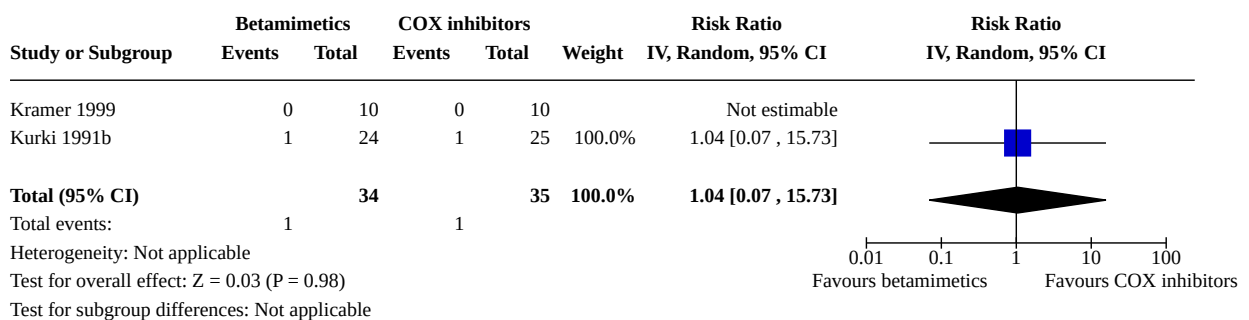 Betamimetics COX inhibitors Risk Ratio Risk Ratio
Study or Subgroup Events Total Events Total Weight IV, Random, 95% CI IV, Random, 95% CI
Kramer 1999 0 10 0 10 Not estimable
Kurki 1991b 1 24 1 25 100.0% 1.04 [0.07 , 15.73]
Total (95% CI) 34 35 100.0% 1.04 [0.07 , 15.73]
Total events: 1 1
Heterogeneity: Not applicable
0.01 0.1 1 10 100
Test for overall effect: Z = 0.03 (P = 0.98) Favours betamimetics Favours COX inhibitors
Test for subgroup differences: Not applicable